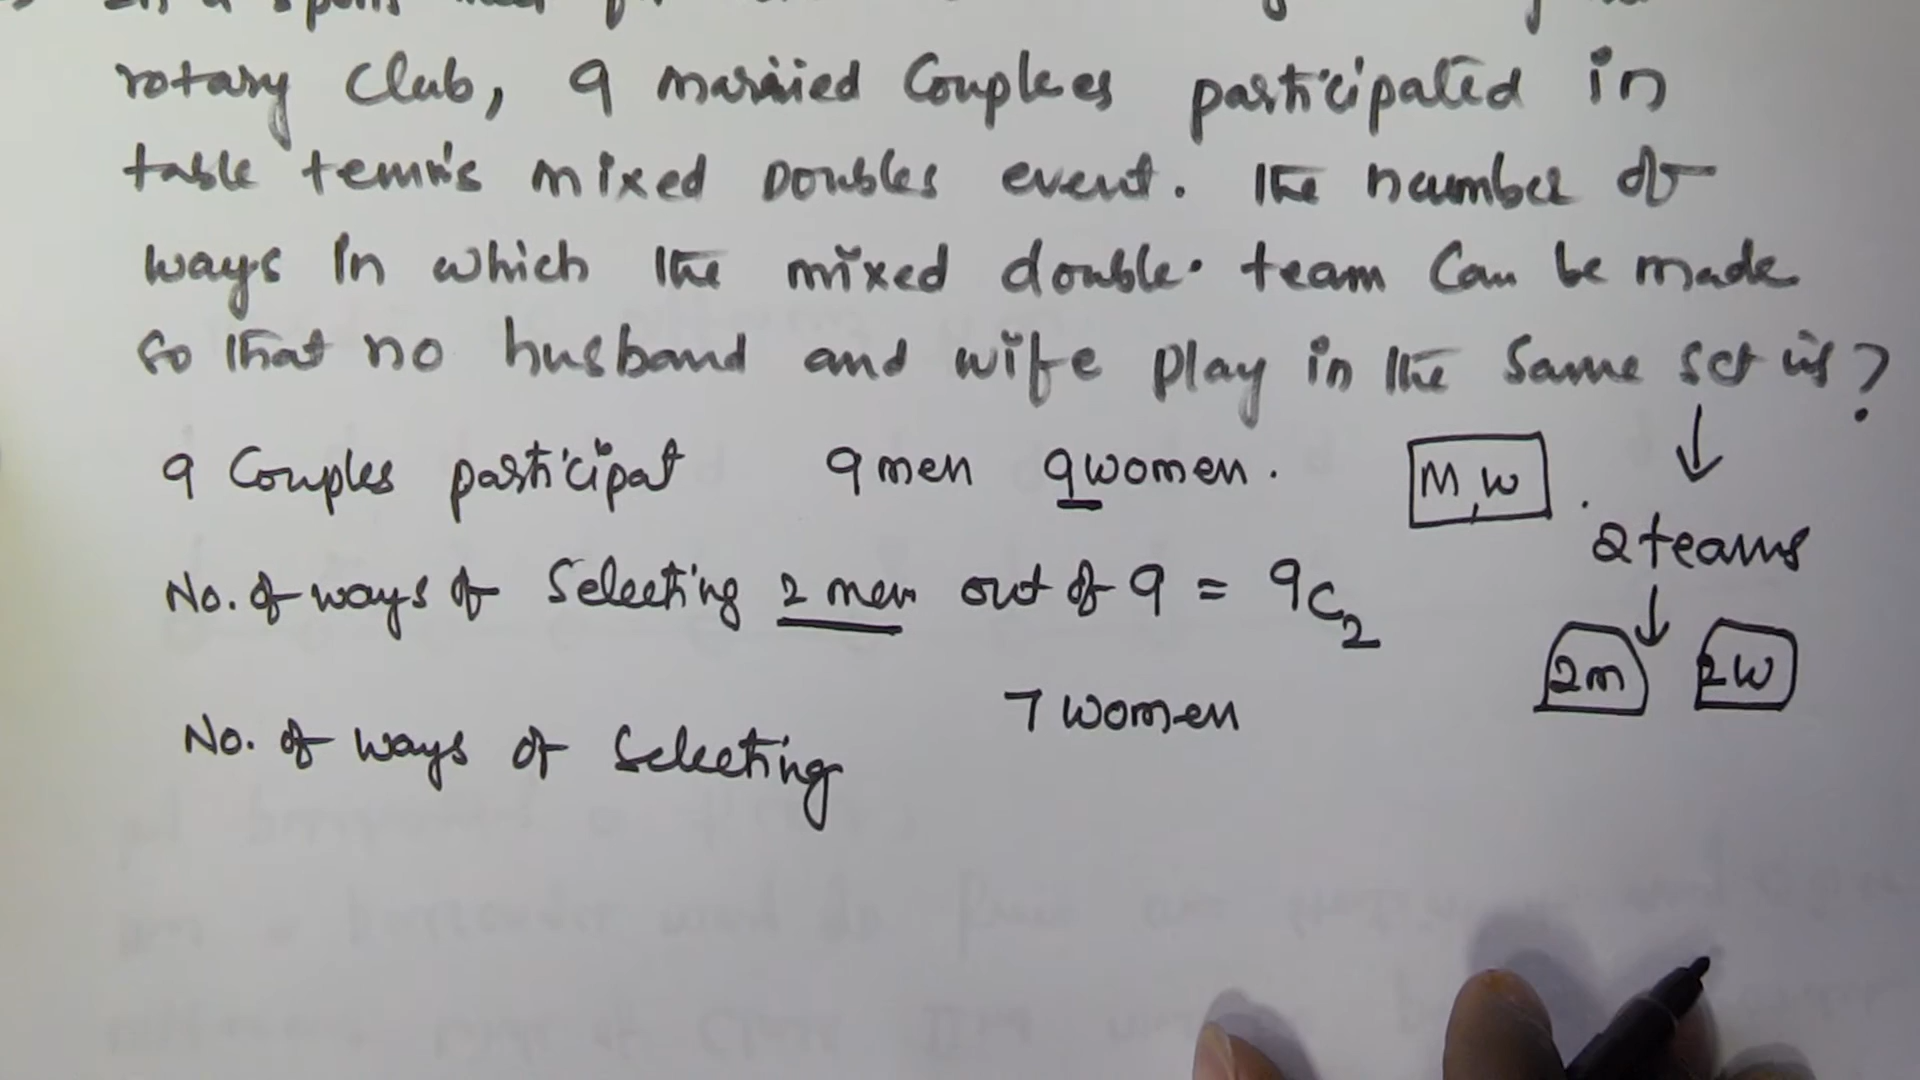 rotary Club, 9 married Couples participated in
table tennis mixed Doubles event. The number of
ways in which the mixed double team Can be made
so that no husband and wife play in the same set is?
9 Couples participat 9 men 9 women. M, W
2 teams
No. of ways of Selecting 2 men out of 9 = 9C2
2m 2W
7 women
No. of ways of Selecting